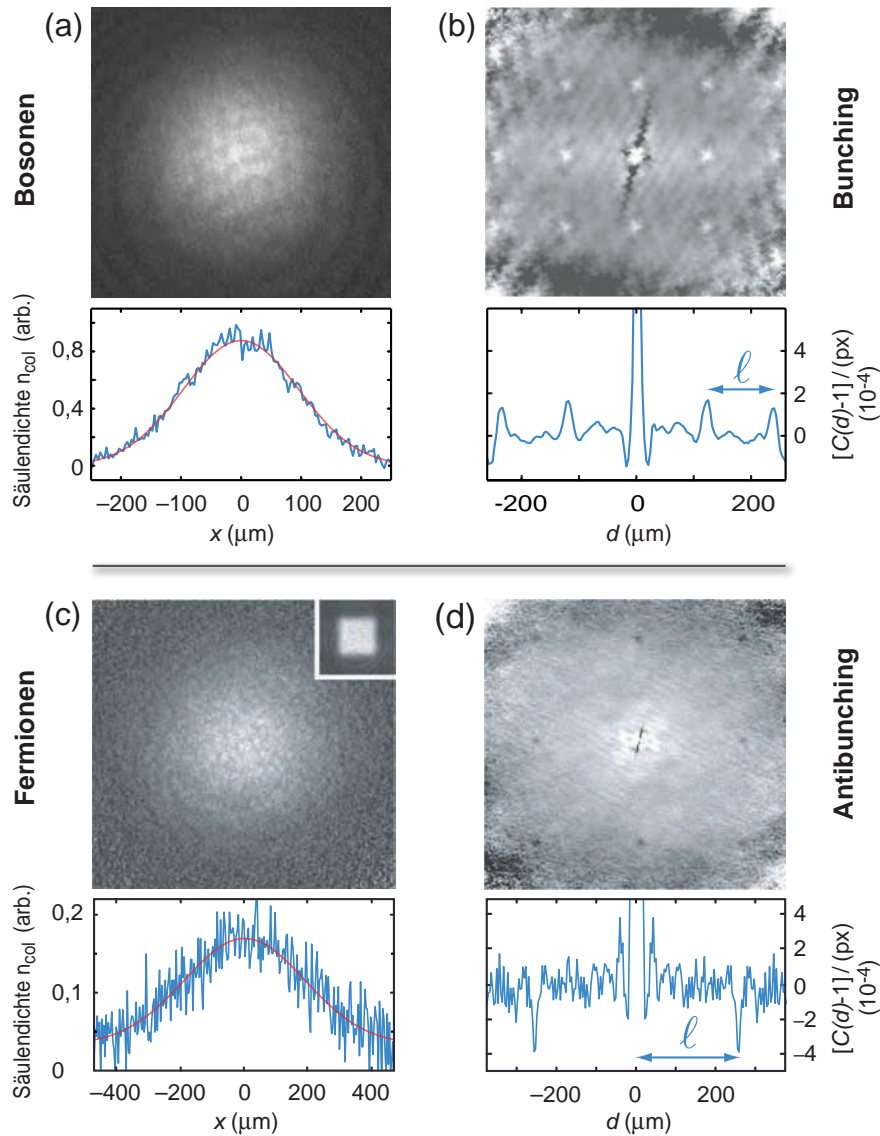 (a)
(b)
Bosonen
Bunching
Säulendichte n_col (arb.)
0.8
0.4
0
−200 −100 0 100 200
x (μm)
4
2
0
[C(d)-1] / (px)
(10⁻⁴)
ℓ
-200 0 200
d (μm)
(c)
(d)
Fermionen
Antibunching
Säulendichte n_col (arb.)
0,2
0,1
0
−400 −200 0 200 400
x (μm)
4
2
0
−2
−4
[C(d)-1] / (px)
(10⁻⁴)
ℓ
−200 0 200
d (μm)